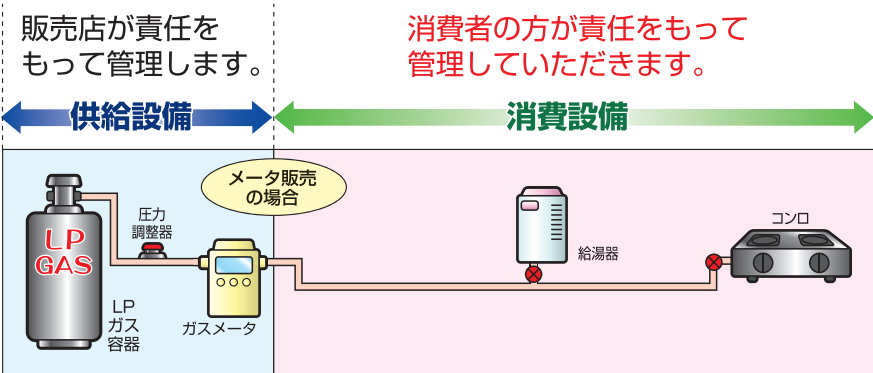 販売店が責任を
もって管理します。
消費者の方が責任をもって
管理していただきます。
供給設備
消費設備
メータ販売
の場合
圧力
調整器
LP
GAS
LP
ガス
容器
ガスメータ
給湯器
コンロ